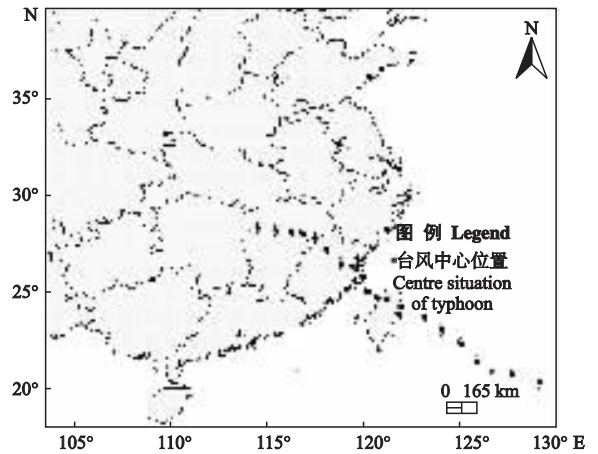 N
N
35°
30°
图 例 Legend
台风中心位置
Centre situation
of typhoon
25°
20°
0 165 km
105° 110° 115° 120° 125° 130° E